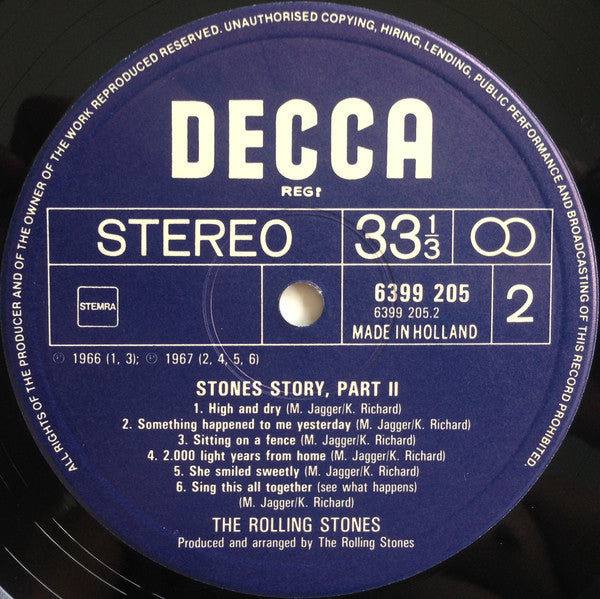 ALL RIGHTS OF THE PRODUCER AND OF THE OWNER OF THE WORK REPRODUCED RESERVED. UNAUTHORISED COPYING, HIRING, LENDING, PUBLIC PERFORMANCE AND BROADCASTING OF THIS RECORD PROHIBITED.
DECCA
REGᵈ
STEREO 33⅓
STEMRA 6399 205 2
6399 205.2
MADE IN HOLLAND
℗ 1966 (1, 3); ℗ 1967 (2, 4, 5, 6)
STONES STORY, PART II
1. High and dry (M. Jagger/K. Richard)
2. Something happened to me yesterday (M. Jagger/K. Richard)
3. Sitting on a fence (M. Jagger/K. Richard)
4. 2.000 light years from home (M. Jagger/K. Richard)
5. She smiled sweetly (M. Jagger/K. Richard)
6. Sing this all together (see what happens)
(M. Jagger/K. Richard)
THE ROLLING STONES
Produced and arranged by The Rolling Stones